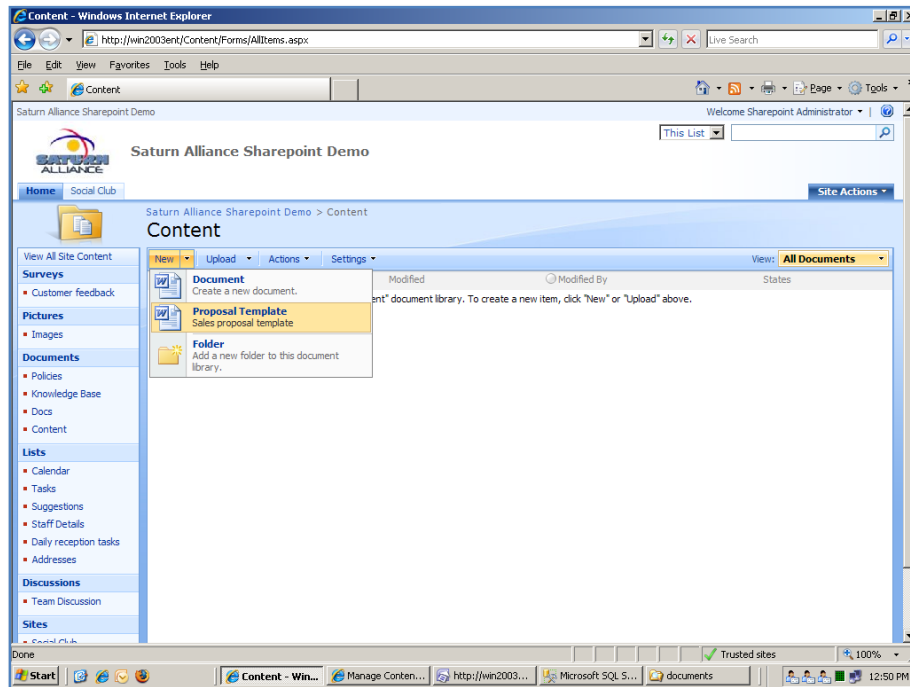 Content - Windows Internet Explorer
http://win2003ent/Content/Forms/AllItems.aspx
Live Search
File Edit View Favorites Tools Help
Content
Page Tools
Saturn Alliance Sharepoint Demo
Welcome Sharepoint Administrator
This List
SATURN
ALLIANCE
Saturn Alliance Sharepoint Demo
Home Social Club
Site Actions
Saturn Alliance Sharepoint Demo > Content
Content
View All Site Content
New Upload Actions Settings
View: All Documents
Modified Modified By States
ent" document library. To create a new item, click "New" or "Upload" above.
Document
Create a new document.
Proposal Template
Sales proposal template
Folder
Add a new folder to this document
library.
Surveys
Customer feedback
Pictures
Images
Documents
Policies
Knowledge Base
Docs
Content
Lists
Calendar
Tasks
Suggestions
Staff Details
Daily reception tasks
Addresses
Discussions
Team Discussion
Sites
Social Club
Done
Trusted sites
100%
Start
Content - Win...
Manage Conten...
http://win2003...
Microsoft SQL S...
documents
12:50 PM